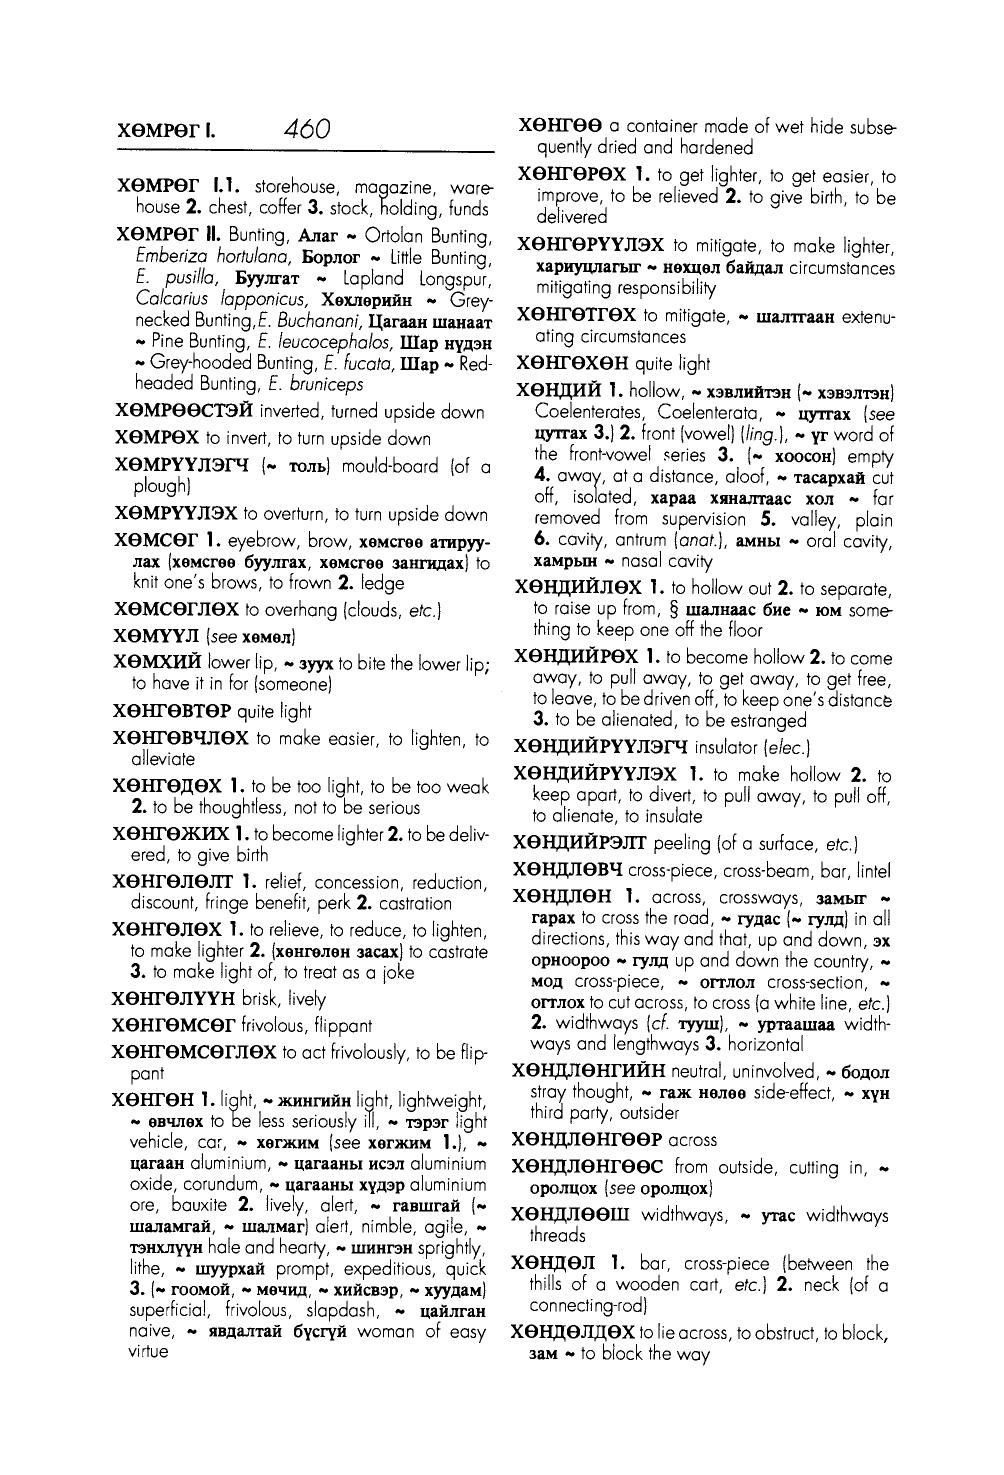 ХӨМРӨГ I.
460
ХӨМРӨГ I.1. storehouse, magazine, ware-
house 2. chest, coffer 3. stock, holding, funds
ХӨМРӨГ II. Bunting, Алаг ~ Ortolan Bunting,
Emberiza hortulana, Борлог ~ Little Bunting,
E. pusilla, Буулгат ~ Lapland Longspur,
Calcarius lapponicus, Хөхлөрийн ~ Grey-
necked Bunting, E. Buchanani, Цагаан шанаат
~ Pine Bunting, E. leucocephalos, Шар нүдэн
~ Grey-hooded Bunting, E. fucata, Шар ~ Red-
headed Bunting, E. bruniceps
ХӨМРӨӨСТЭЙ inverted, turned upside down
ХӨМРӨХ to invert, to turn upside down
ХӨМРҮҮЛЭГЧ (~ толь) mould-board (of a
plough)
ХӨМРҮҮЛЭХ to overturn, to turn upside down
ХӨМСӨГ 1. eyebrow, brow, хөмсгөө атируу-
лах (хөмсгөө буулгах, хөмсгөө зангидах) to
knit one's brows, to frown 2. ledge
ХӨМСӨГЛӨХ to overhang (clouds, etc.)
ХӨМҮҮЛ (see хөмөл)
ХӨМХИЙ lower lip, ~ зуух to bite the lower lip;
to have it in for (someone)
ХӨНГӨВТӨР quite light
ХӨНГӨВЧЛӨХ to make easier, to lighten, to
alleviate
ХӨНГӨДӨХ 1. to be too light, to be too weak
2. to be thoughtless, not to be serious
ХӨНГӨЖИХ 1. to become lighter 2. to be deliv-
ered, to give birth
ХӨНГӨЛӨЛТ 1. relief, concession, reduction,
discount, fringe benefit, perk 2. castration
ХӨНГӨЛӨХ 1. to relieve, to reduce, to lighten,
to make lighter 2. (хөнгөлөн засах) to castrate
3. to make light of, to treat as a joke
ХӨНГӨЛҮҮН brisk, lively
ХӨНГӨМСӨГ frivolous, flippant
ХӨНГӨМСӨГЛӨХ to act frivolously, to be flip-
pant
ХӨНГӨН 1. light, ~ жингийн light, lightweight,
~ өвчлөх to be less seriously ill, ~ тэрэг light
vehicle, car, ~ хөгжим (see хөгжим 1.), ~
цагаан aluminium, ~ цагааны исэл aluminium
oxide, corundum, ~ цагааны хүдэр aluminium
ore, bauxite 2. lively, alert, ~ гавшгай (~
шаламгай, ~ шалмаг) alert, nimble, agile, ~
тэнхлүүн hale and hearty, ~ шингэн sprightly,
lithe, ~ шуурхай prompt, expeditious, quick
3. (~ гоомой, ~ мөчид, ~ хийсвэр, ~ хуудам)
superficial, frivolous, slapdash, ~ цайлган
naive, ~ явдалтай бүсгүй woman of easy
virtue
ХӨНГӨӨ a container made of wet hide subse-
quently dried and hardened
ХӨНГӨРӨХ 1. to get lighter, to get easier, to
improve, to be relieved 2. to give birth, to be
delivered
ХӨНГӨРҮҮЛЭХ to mitigate, to make lighter,
хариуцлагыг ~ нөхцөл байдал circumstances
mitigating responsibility
ХӨНГӨТГӨХ to mitigate, ~ шалтгаан extenu-
ating circumstances
ХӨНГӨХӨН quite light
ХӨНДИЙ 1. hollow, ~ хэвлийтэн (~ хэвэлтэн)
Coelenterates, Coelenterata, ~ цутгах (see
цутгах 3.) 2. front (vowel) (ling.), ~ үг word of
the front-vowel series 3. (~ хоосон) empty
4. away, at a distance, aloof, ~ тасархай cut
off, isolated, хараа хяналтаас хол ~ far
removed from supervision 5. valley, plain
6. cavity, antrum (anat.), амны ~ oral cavity,
хамрын ~ nasal cavity
ХӨНДИЙЛӨХ 1. to hollow out 2. to separate,
to raise up from, § шалнаас бие ~ юм some-
thing to keep one off the floor
ХӨНДИЙРӨХ 1. to become hollow 2. to come
away, to pull away, to get away, to get free,
to leave, to be driven off, to keep one's distance
3. to be alienated, to be estranged
ХӨНДИЙРҮҮЛЭГЧ insulator (elec.)
ХӨНДИЙРҮҮЛЭХ 1. to make hollow 2. to
keep apart, to divert, to pull away, to pull off,
to alienate, to insulate
ХӨНДИЙРЭЛТ peeling (of a surface, etc.)
ХӨНДЛӨВЧ cross-piece, cross-beam, bar, lintel
ХӨНДЛӨН 1. across, crossways, замыг ~
гарах to cross the road, ~ гудас (~ гулд) in all
directions, this way and that, up and down, эх
орноороо ~ гулд up and down the country, ~
мод cross-piece, ~ огтлол cross-section, ~
огтлох to cut across, to cross (a white line, etc.)
2. widthways (cf. тууш), ~ уртаашаа width-
ways and lengthways 3. horizontal
ХӨНДЛӨНГИЙН neutral, uninvolved, ~ бодол
stray thought, ~ гаж нөлөө side-effect, ~ хүн
third party, outsider
ХӨНДЛӨНГӨӨР across
ХӨНДЛӨНГӨӨС from outside, cutting in, ~
оролцох (see оролцох)
ХӨНДЛӨӨШ widthways, ~ утас widthways
threads
ХӨНДӨЛ 1. bar, cross-piece (between the
thills of a wooden cart, etc.) 2. neck (of a
connecting-rod)
ХӨНДӨЛДӨХ to lie across, to obstruct, to block,
зам ~ to block the way